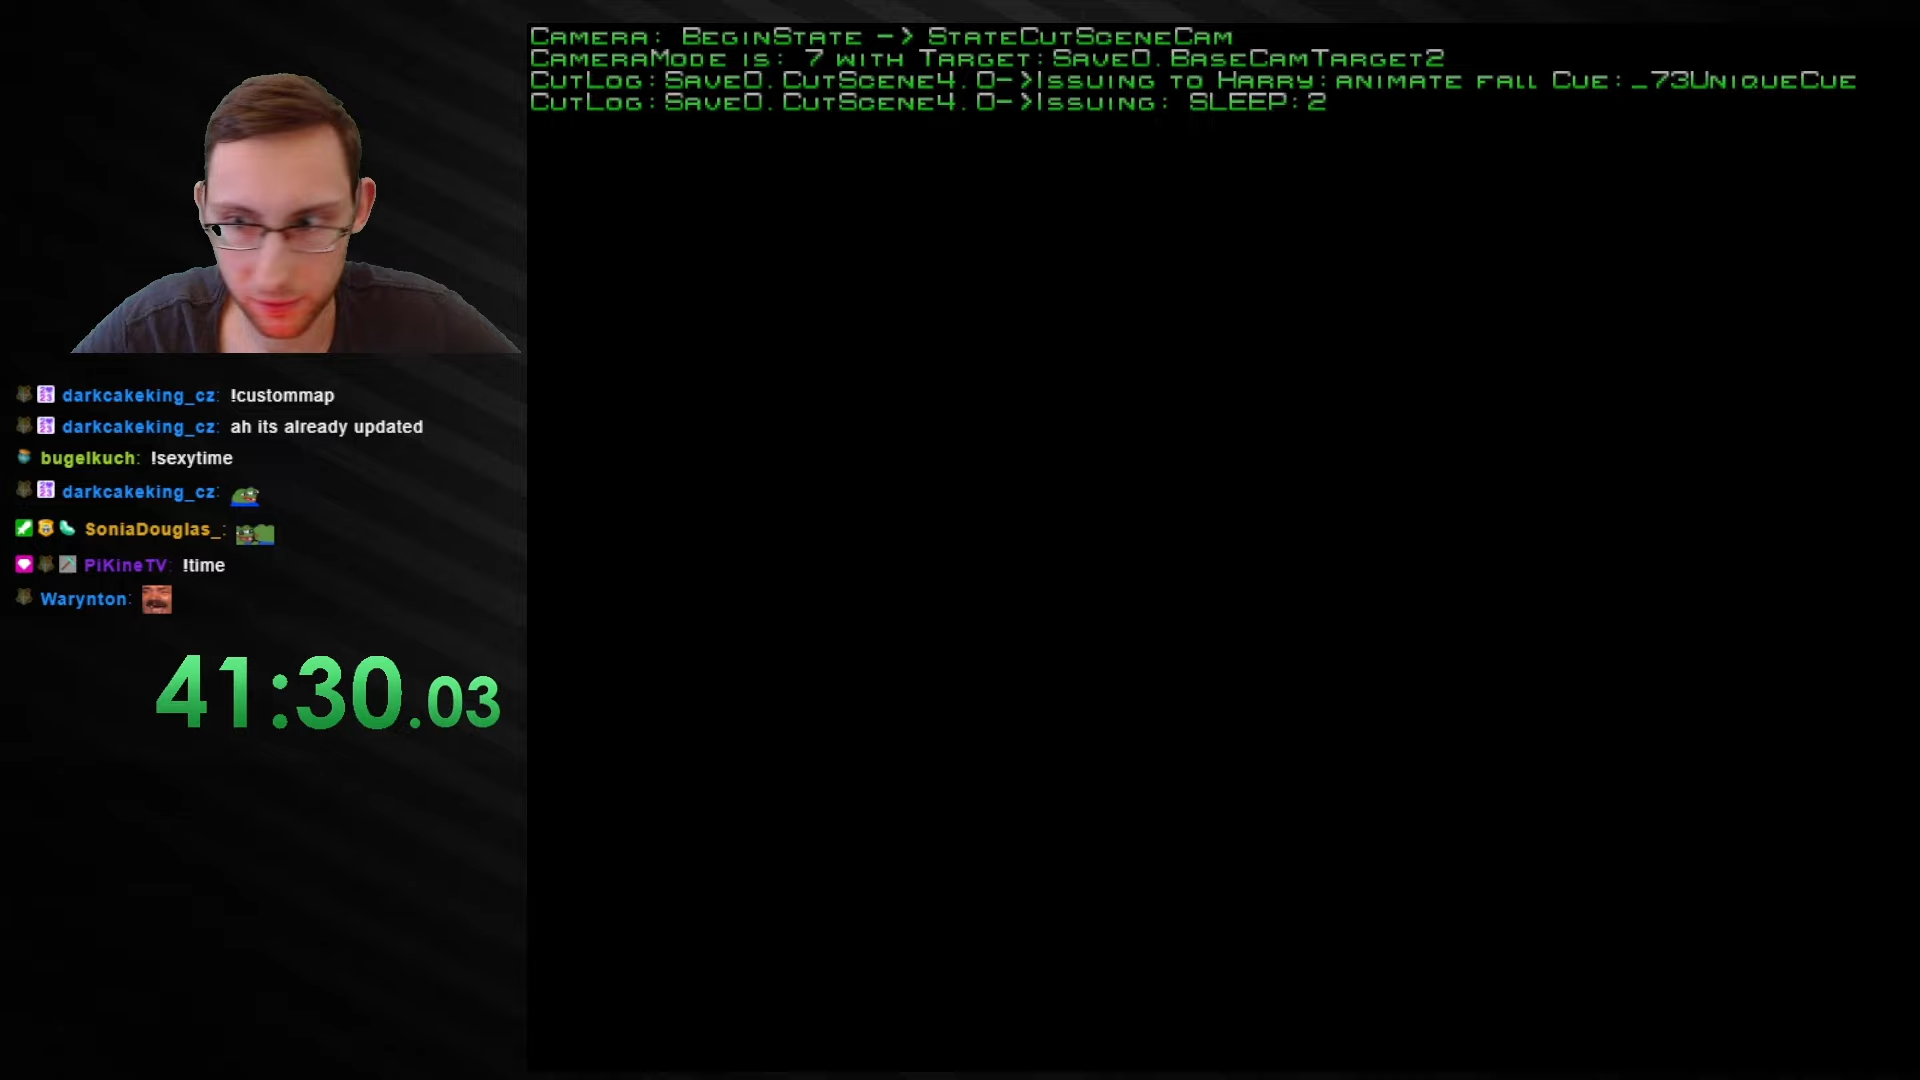 Camera: BeginState -> StateCutSceneCam
CameraMode is: 7 with Target:Save0.BaseCamTarget2
CutLog:Save0.CutScene4.0->Issuing to Harry:animate fall Cue:_73UniqueCue
CutLog:Save0.CutScene4.0->Issuing: SLEEP:2
darkcakeking_cz: !custommap
darkcakeking_cz: ah its already updated
bugelkuch: !sexytime
darkcakeking_cz:
SoniaDouglas_:
PiKineTV: !time
Warynton:
41:30.03